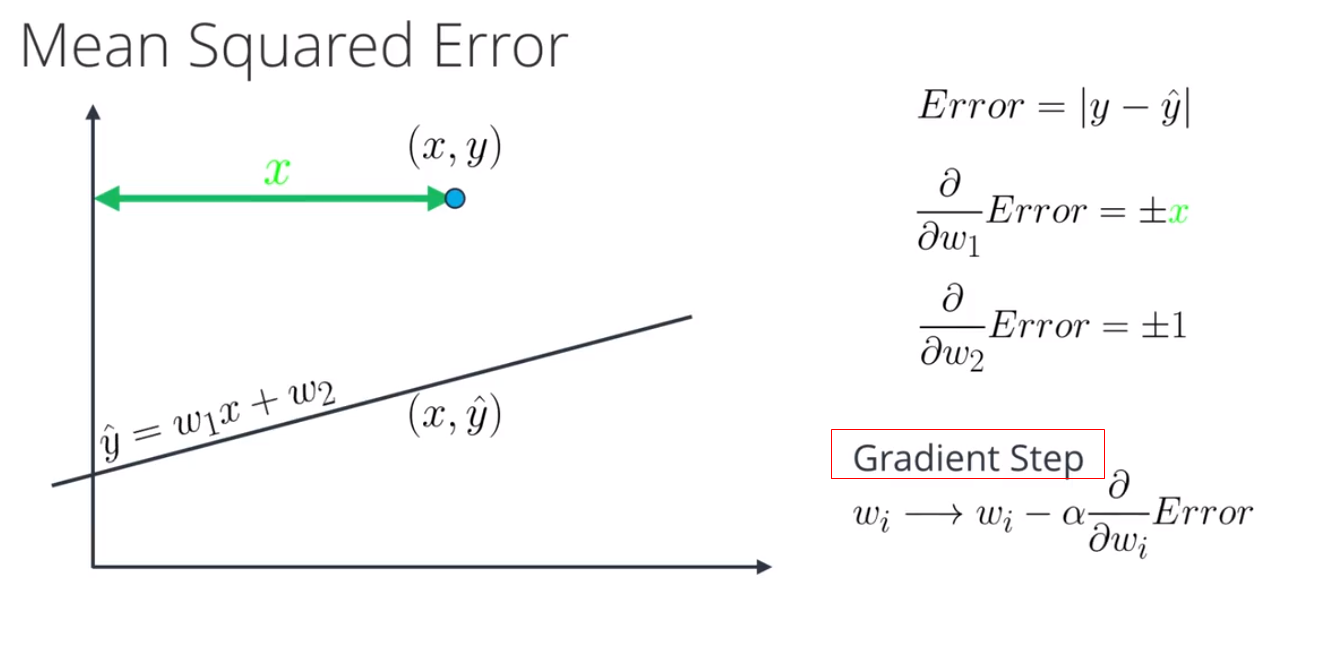 Mean Squared Error
x
(x, y)
ŷ = w₁x + w₂
(x, ŷ)
Error = |y − ŷ|
∂/∂w₁ Error = ±x
∂/∂w₂ Error = ±1
Gradient Step
wᵢ ⟶ wᵢ − α ∂/∂wᵢ Error